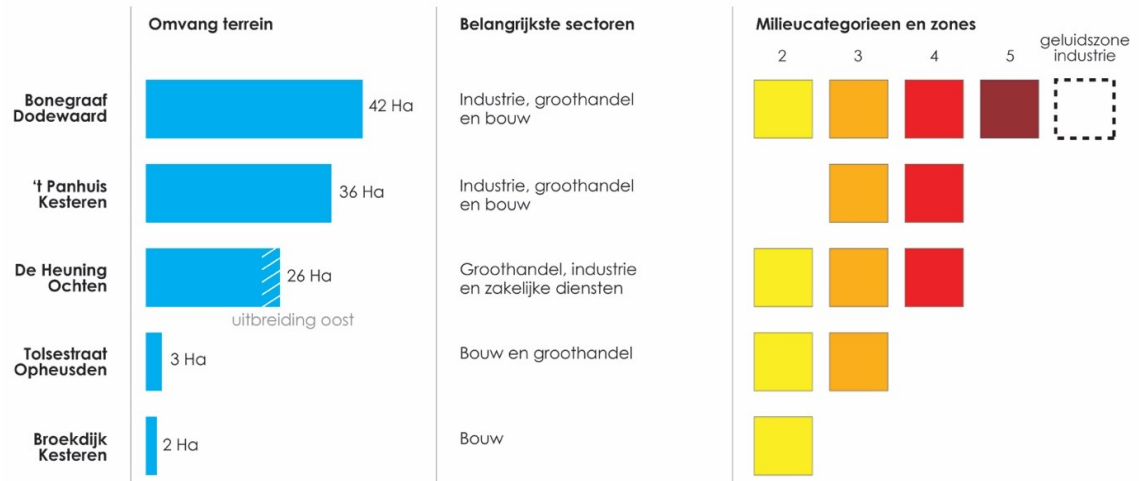 Omvang terrein
Belangrijkste sectoren
Milieucategorieen en zones
2
3
4
5
geluidszone
industrie
Bonegraaf
Dodewaard
42 Ha
Industrie, groothandel
en bouw
‘t Panhuis
Kesteren
36 Ha
Industrie, groothandel
en bouw
De Heuning
Ochten
26 Ha
uitbreiding oost
Groothandel, industrie
en zakelijke diensten
Tolsestraat
Opheusden
3 Ha
Bouw en groothandel
Broekdijk
Kesteren
2 Ha
Bouw